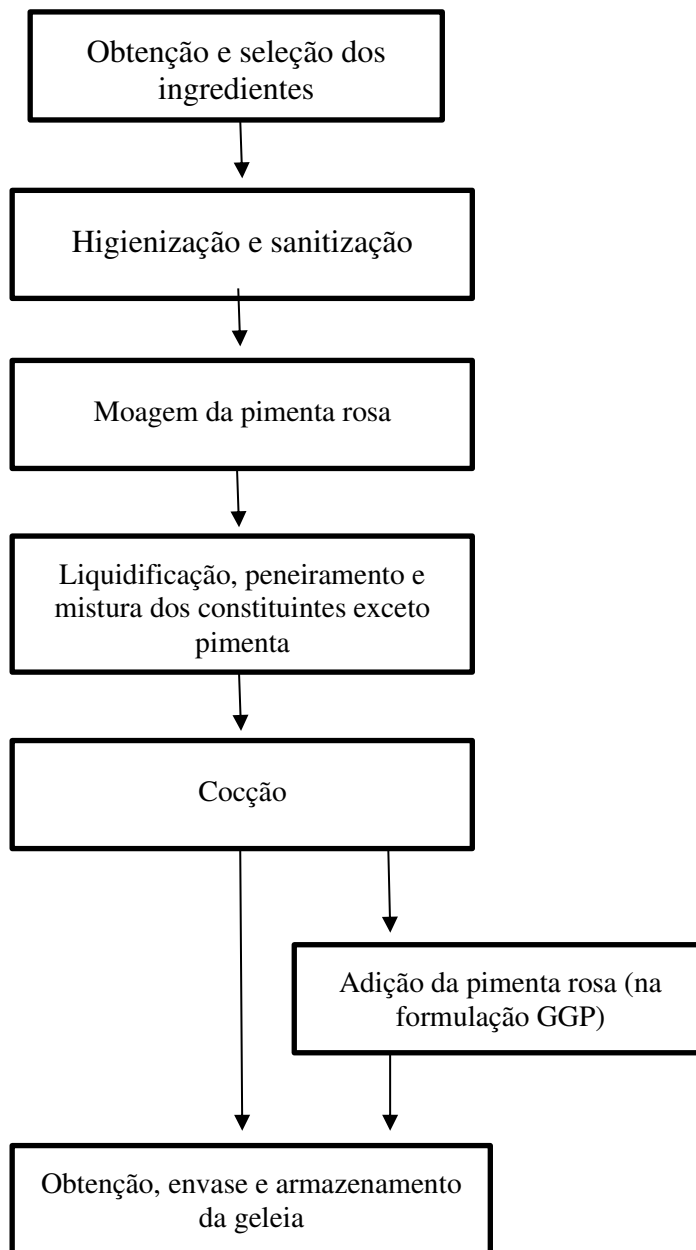 Obtenção e seleção dos
ingredientes
Higienização e sanitização
Moagem da pimenta rosa
Liquidificação, peneiramento e
mistura dos constituintes exceto
pimenta
Cocção
Adição da pimenta rosa (na
formulação GGP)
Obtenção, envase e armazenamento
da geleia